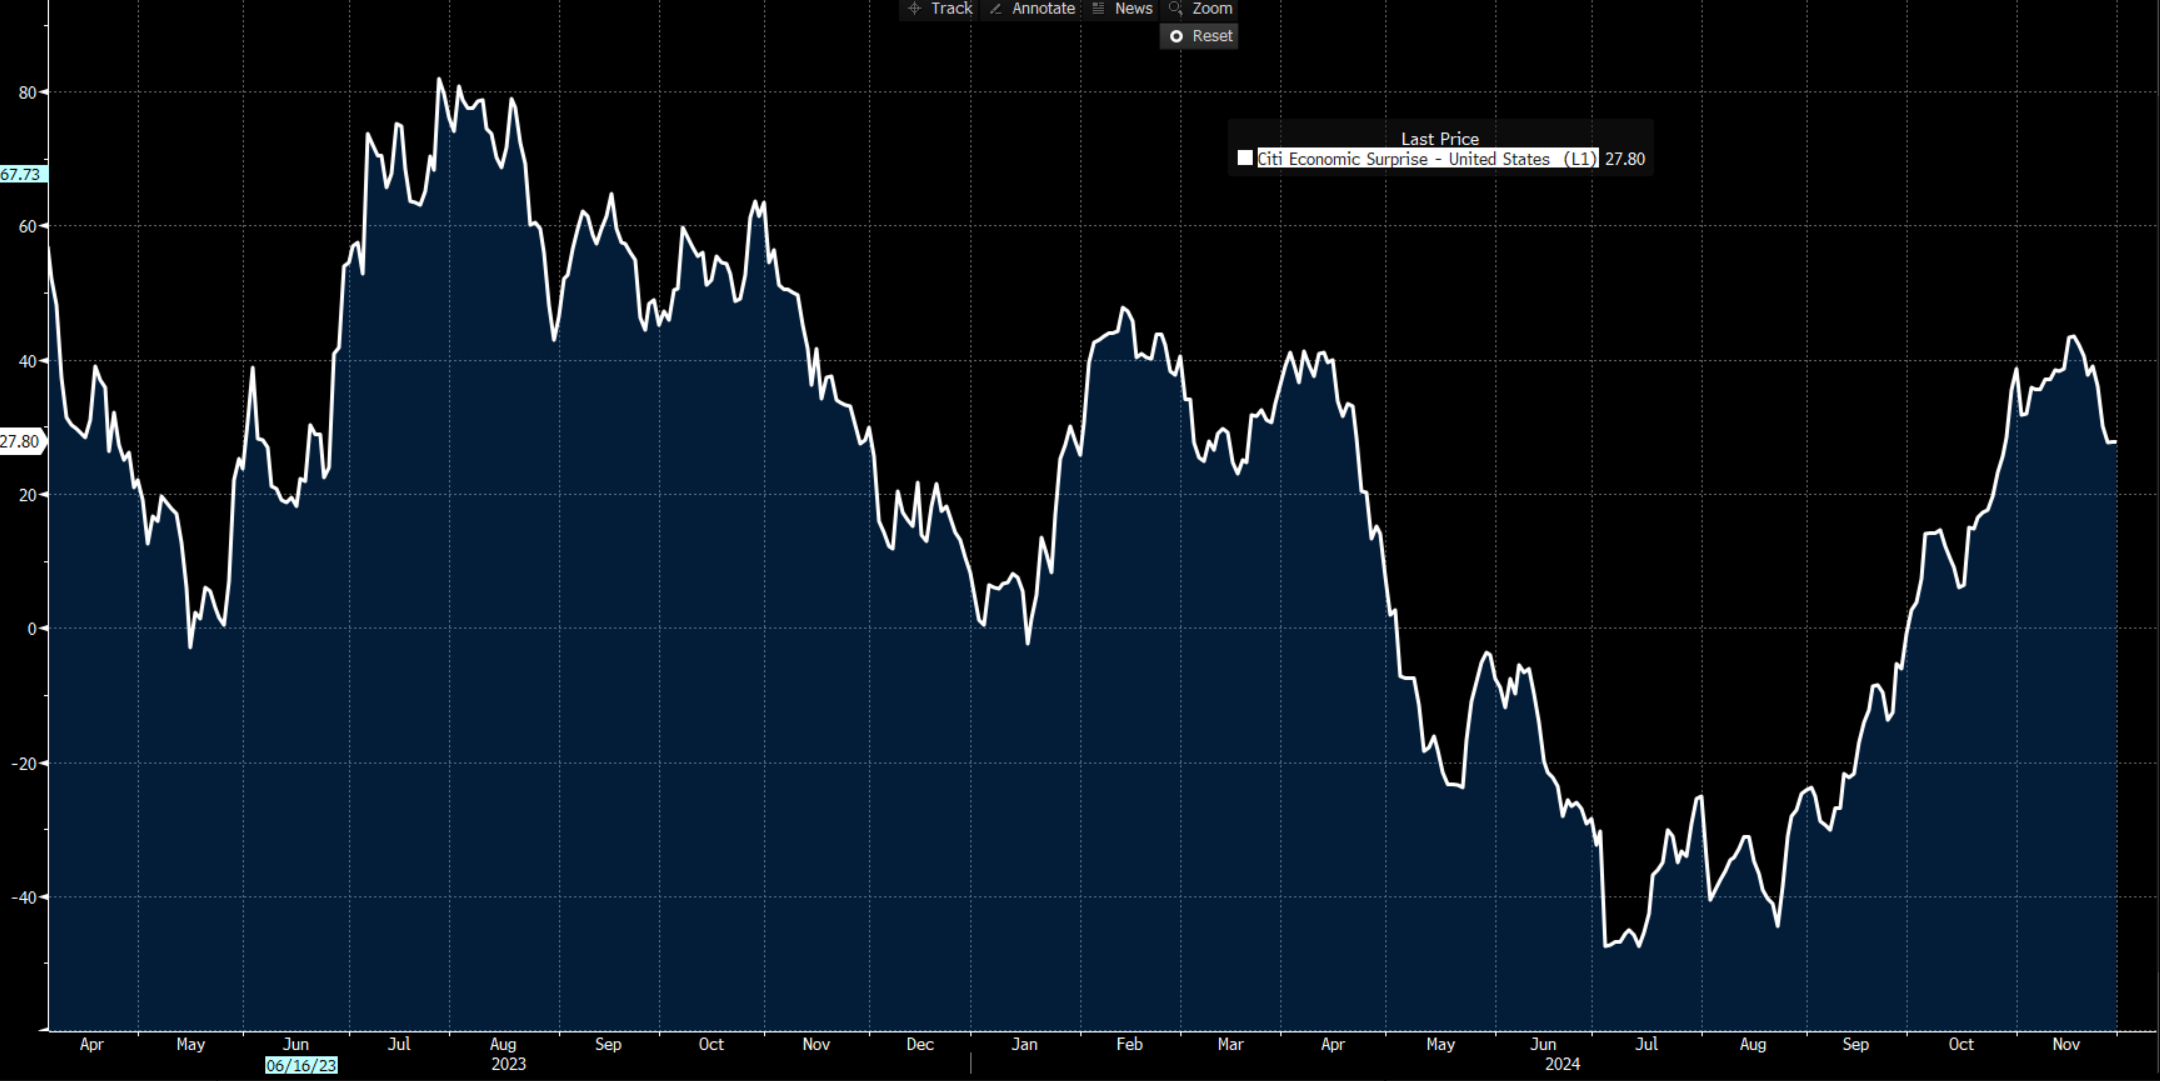 Track Annotate News Zoom
Reset
Last Price
Citi Economic Surprise - United States (L1) 27.80
80
67.73
60
40
27.80
20
0
-20
-40
Apr May Jun Jul Aug Sep Oct Nov Dec Jan Feb Mar Apr May Jun Jul Aug Sep Oct Nov
06/16/23 2023 2024